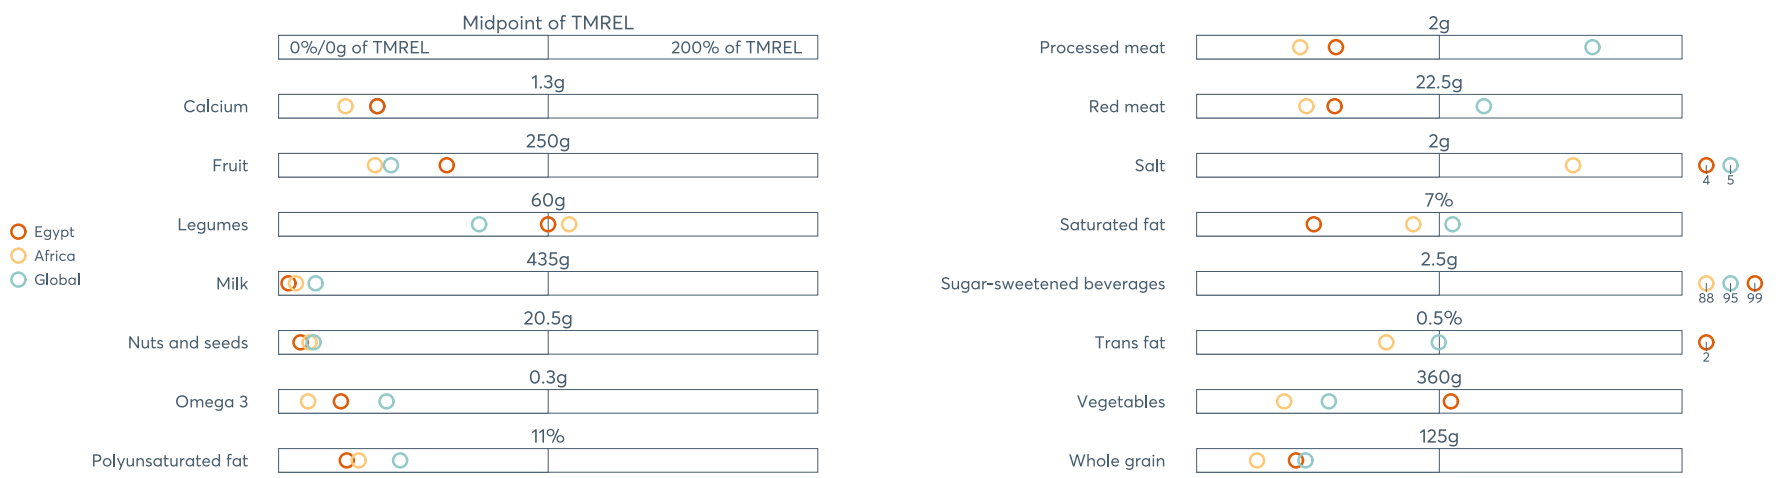 Midpoint of TMREL
0%/0g of TMREL 200% of TMREL
1.3g
Calcium
250g
Fruit
60g
Legumes
435g
Milk
20.5g
Nuts and seeds
0.3g
Omega 3
11%
Polyunsaturated fat
Egypt
Africa
Global
2g
Processed meat
22.5g
Red meat
2g
Salt
4 5
7%
Saturated fat
2.5g
Sugar-sweetened beverages
88 95 99
0.5%
Trans fat
2
360g
Vegetables
125g
Whole grain